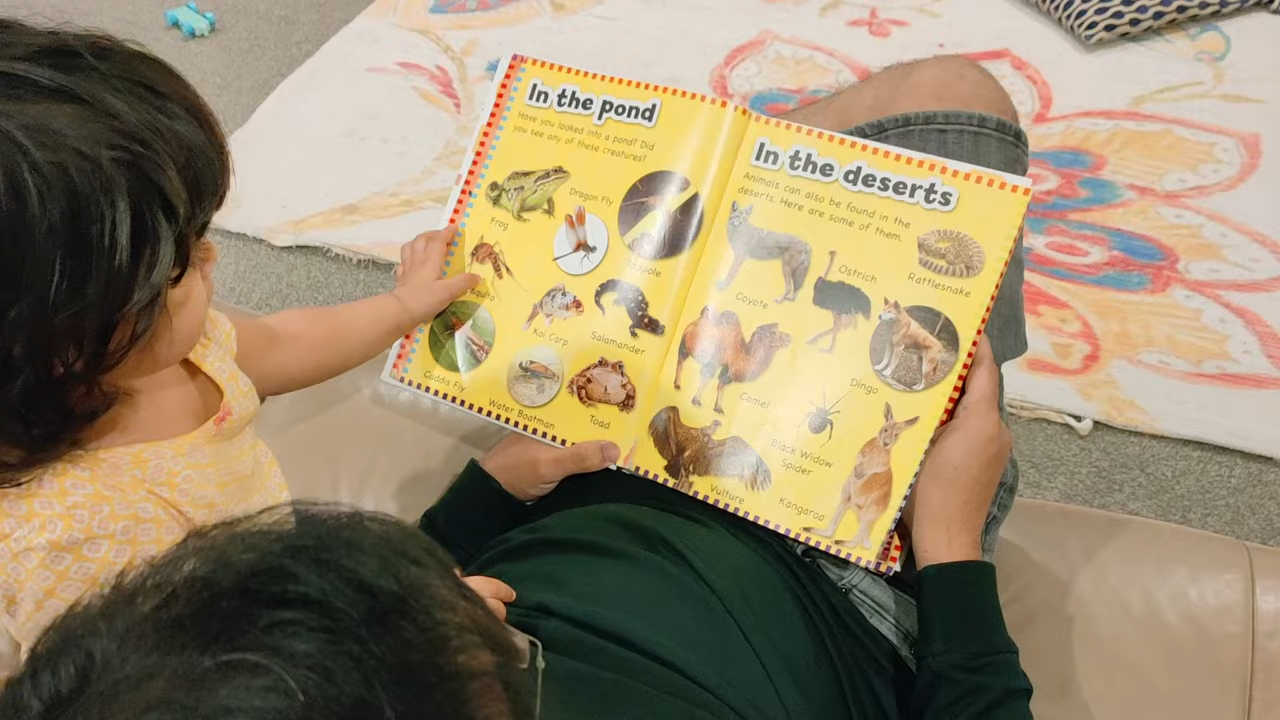 In the pond
Have you looked into a pond? Did
you see any of these creatures?
Frog
Dragon Fly
Tadpole
Koi Carp
Salamander
Caddis Fly
Water Boatman
Toad
In the deserts
Animals can also be found in the
deserts. Here are some of them.
Coyote
Ostrich
Rattlesnake
Camel
Dingo
Black Widow
Spider
Vulture
Kangaroo